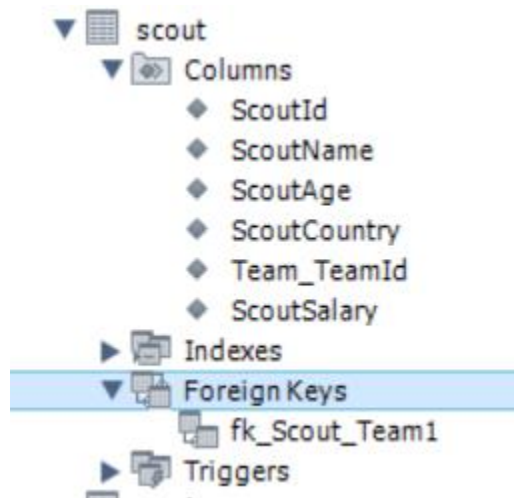 scout
Columns
ScoutId
ScoutName
ScoutAge
ScoutCountry
Team_TeamId
ScoutSalary
Indexes
Foreign Keys
fk_Scout_Team1
Triggers